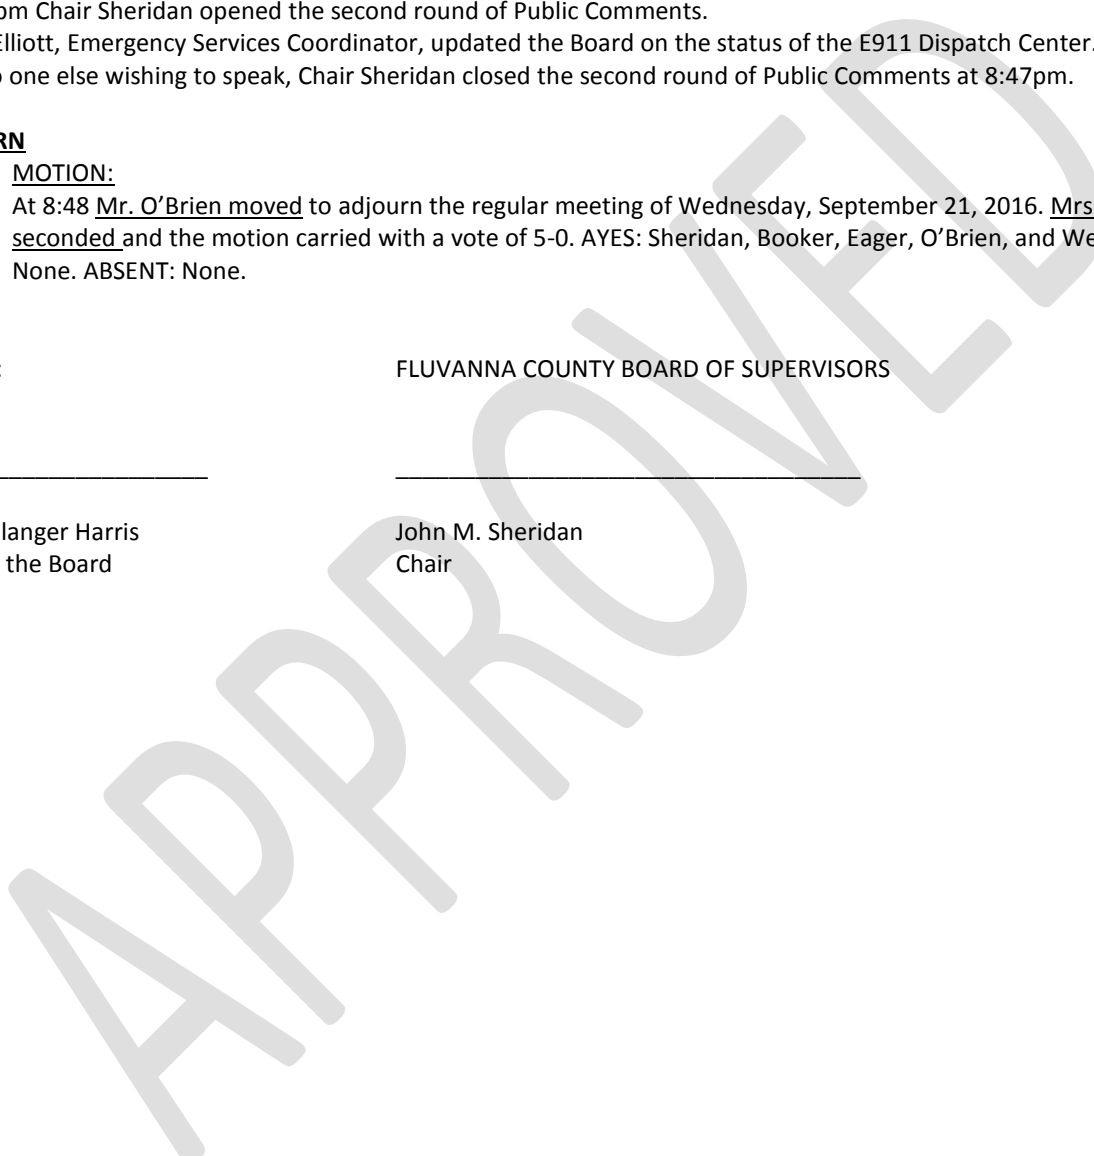 pm Chair Sheridan opened the second round of Public Comments.
Elliott, Emergency Services Coordinator, updated the Board on the status of the E911 Dispatch Center.
o one else wishing to speak, Chair Sheridan closed the second round of Public Comments at 8:47pm.
RN
MOTION:
At 8:48 Mr. O’Brien moved to adjourn the regular meeting of Wednesday, September 21, 2016. Mrs
seconded and the motion carried with a vote of 5-0. AYES: Sheridan, Booker, Eager, O’Brien, and We
None. ABSENT: None.
: FLUVANNA COUNTY BOARD OF SUPERVISORS
langer Harris John M. Sheridan
the Board Chair
APPROVED